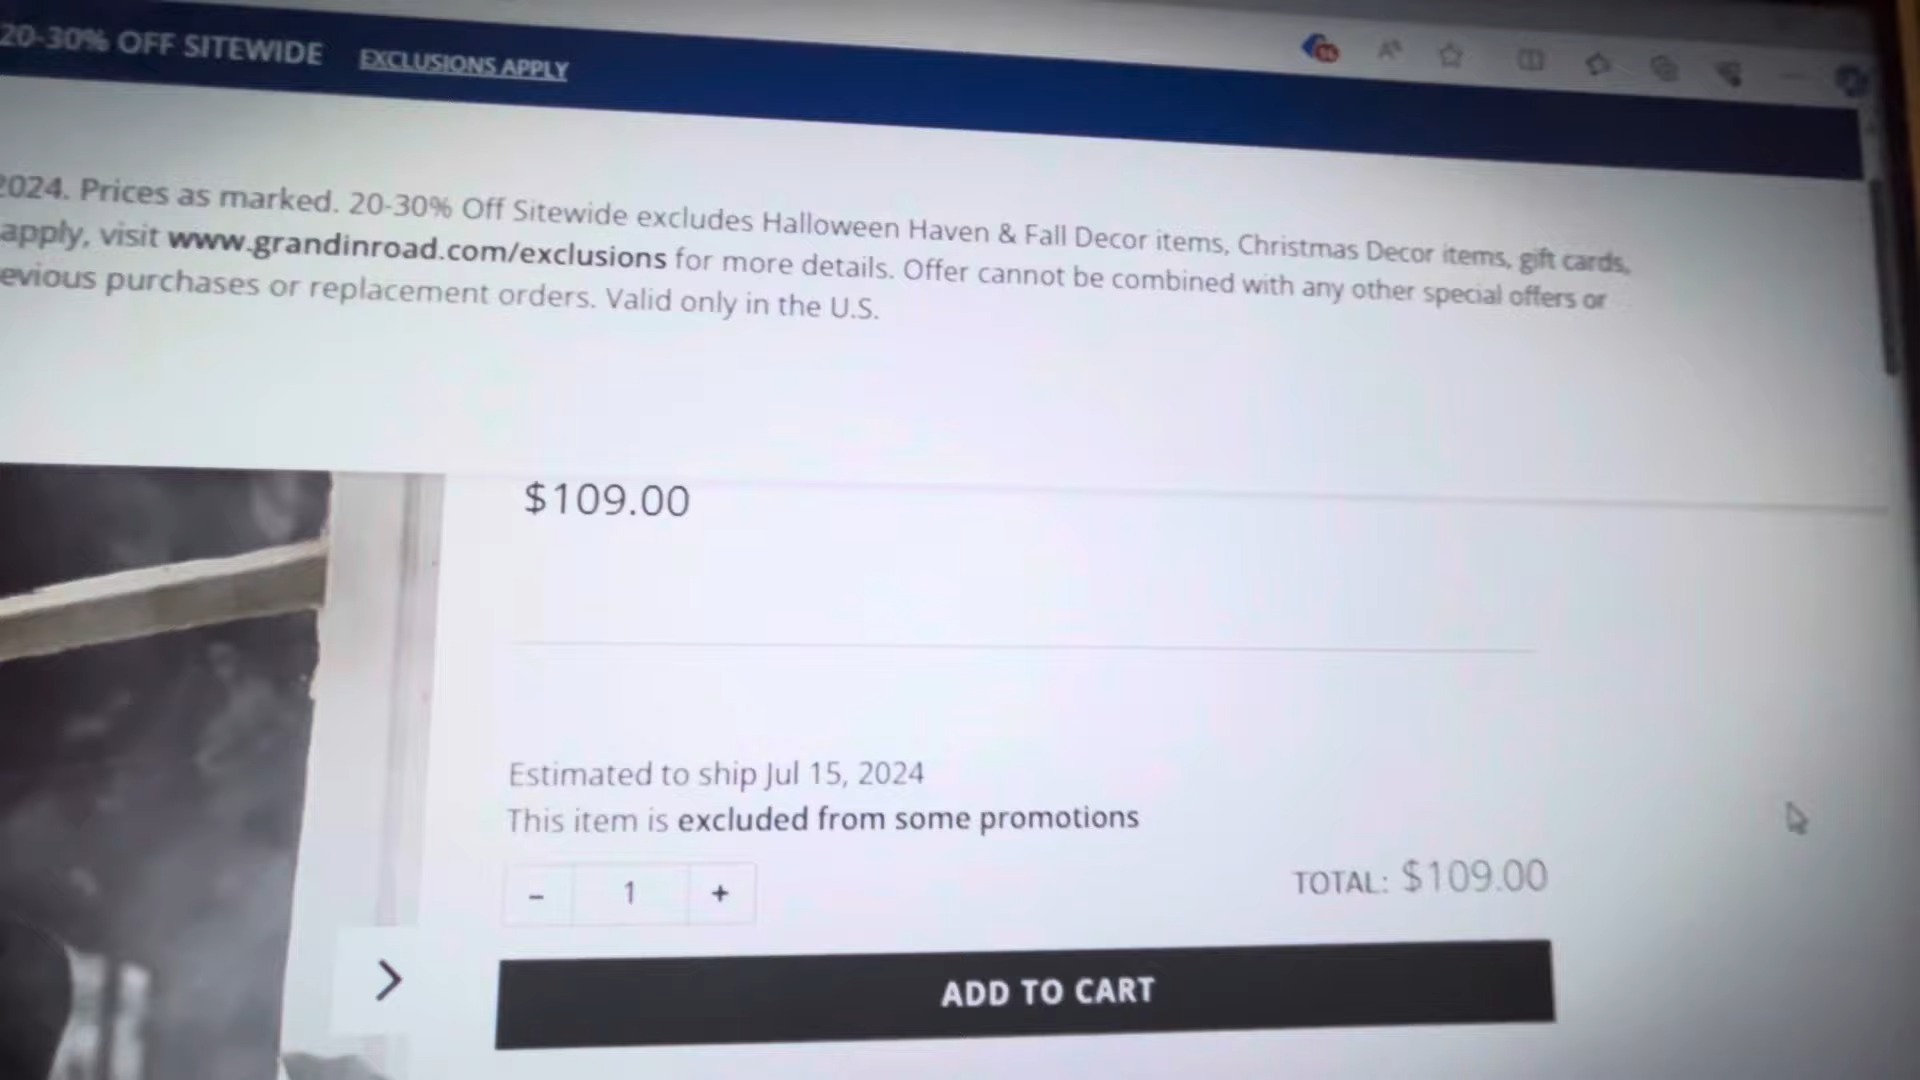 20-30% OFF SITEWIDE EXCLUSIONS APPLY
2024. Prices as marked. 20-30% Off Sitewide excludes Halloween Haven & Fall Decor items, Christmas Decor items, gift cards,
apply, visit www.grandinroad.com/exclusions for more details. Offer cannot be combined with any other special offers or
evious purchases or replacement orders. Valid only in the U.S.
$109.00
Estimated to ship Jul 15, 2024
This item is excluded from some promotions
- 1 +
TOTAL: $109.00
ADD TO CART